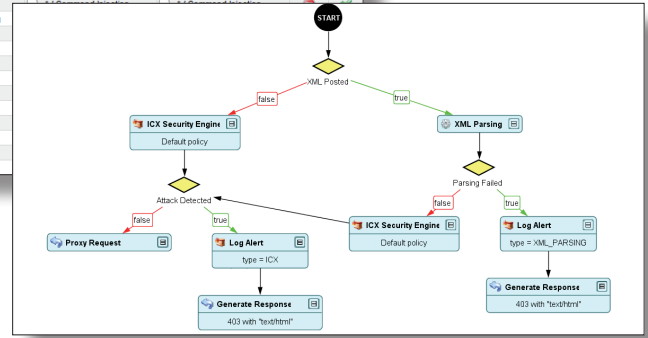 START
XML Posted
false
true
ICX Security Engine
Default policy
XML Parsing
Attack Detected
Parsing Failed
false
true
false
true
Proxy Request
Log Alert
type = ICX
ICX Security Engine
Default policy
Log Alert
type = XML_PARSING
Generate Response
403 with "text/html"
Generate Response
403 with "text/html"